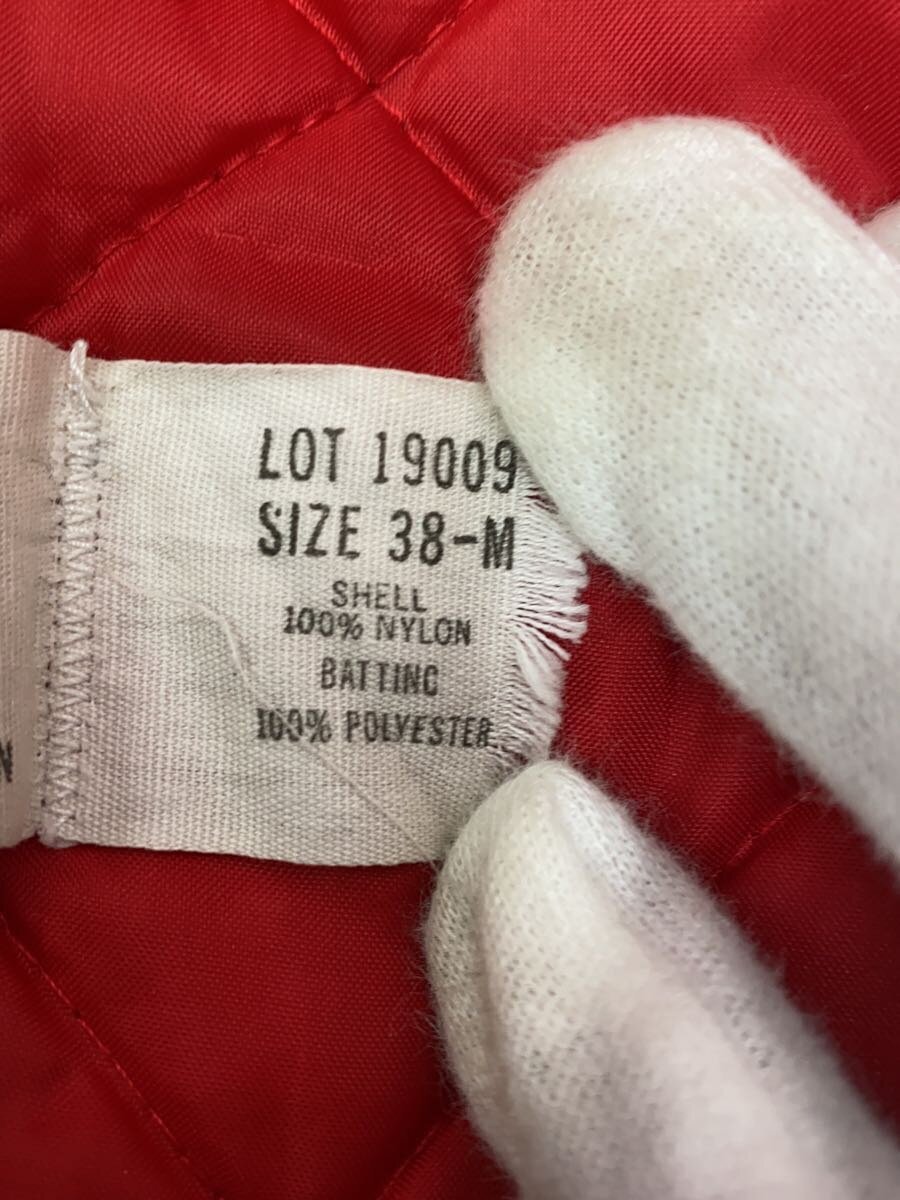 LOT 19009
SIZE 38-M
SHELL
100% NYLON
BATTING
100% POLYESTER
N